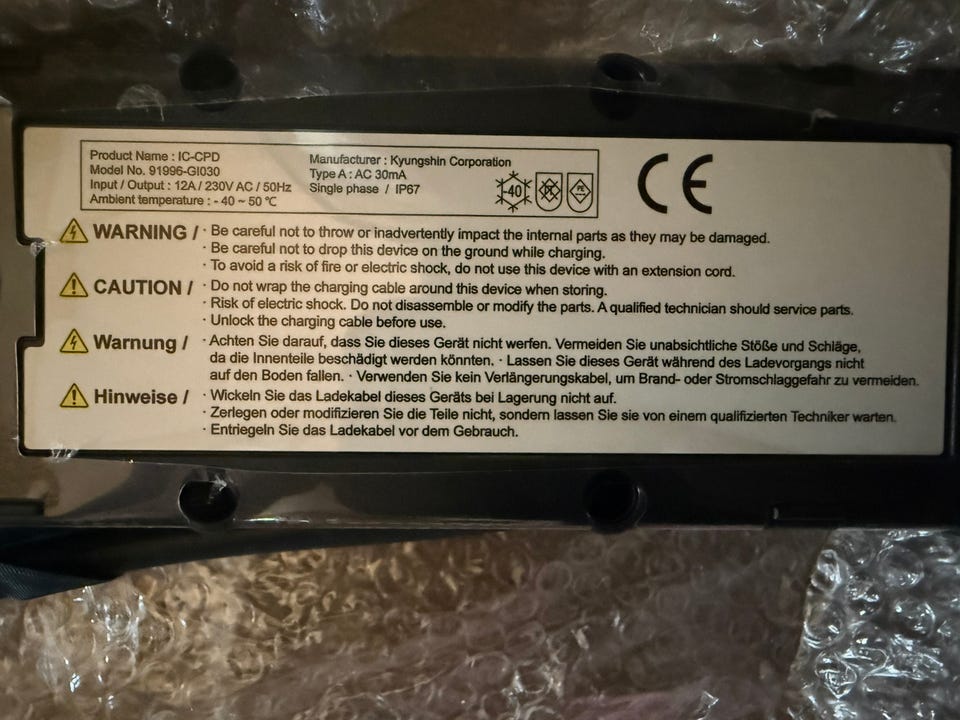 Product Name : IC-CPD
Model No. 91996-GI030
Input / Output : 12A / 230V AC / 50Hz
Ambient temperature : - 40 ~ 50 ℃
Manufacturer : Kyungshin Corporation
Type A : AC 30mA
Single phase / IP67
-40
CE
WARNING / · Be careful not to throw or inadvertently impact the internal parts as they may be damaged.
· Be careful not to drop this device on the ground while charging.
· To avoid a risk of fire or electric shock, do not use this device with an extension cord.
CAUTION / · Do not wrap the charging cable around this device when storing.
· Risk of electric shock. Do not disassemble or modify the parts. A qualified technician should service parts.
· Unlock the charging cable before use.
Warnung / · Achten Sie darauf, dass Sie dieses Gerät nicht werfen. Vermeiden Sie unabsichtliche Stöße und Schläge,
da die Innenteile beschädigt werden könnten. · Lassen Sie dieses Gerät während des Ladevorgangs nicht
auf den Boden fallen. · Verwenden Sie kein Verlängerungskabel, um Brand- oder Stromschlaggefahr zu vermeiden.
Hinweise / · Wickeln Sie das Ladekabel dieses Geräts bei Lagerung nicht auf.
· Zerlegen oder modifizieren Sie die Teile nicht, sondern lassen Sie sie von einem qualifizierten Techniker warten.
· Entriegeln Sie das Ladekabel vor dem Gebrauch.